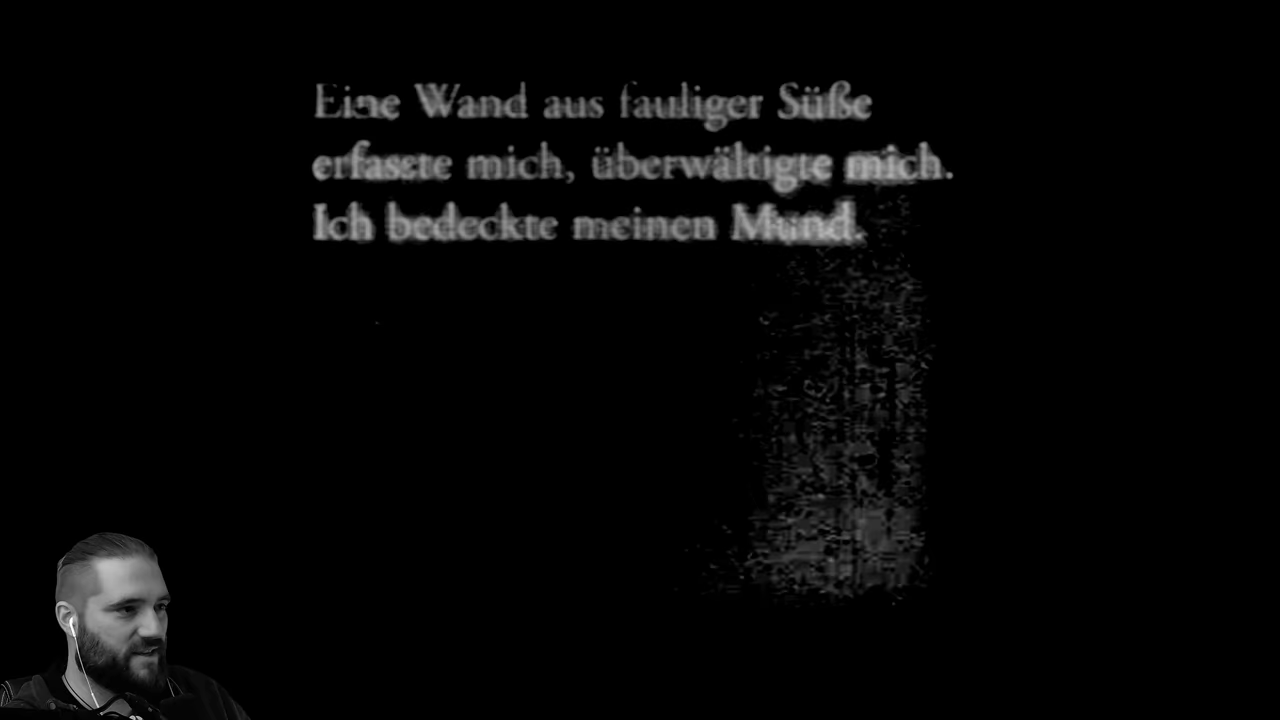 Eine Wand aus fauliger Süße
erfasste mich, überwältigte mich.
Ich bedeckte meinen Mund.